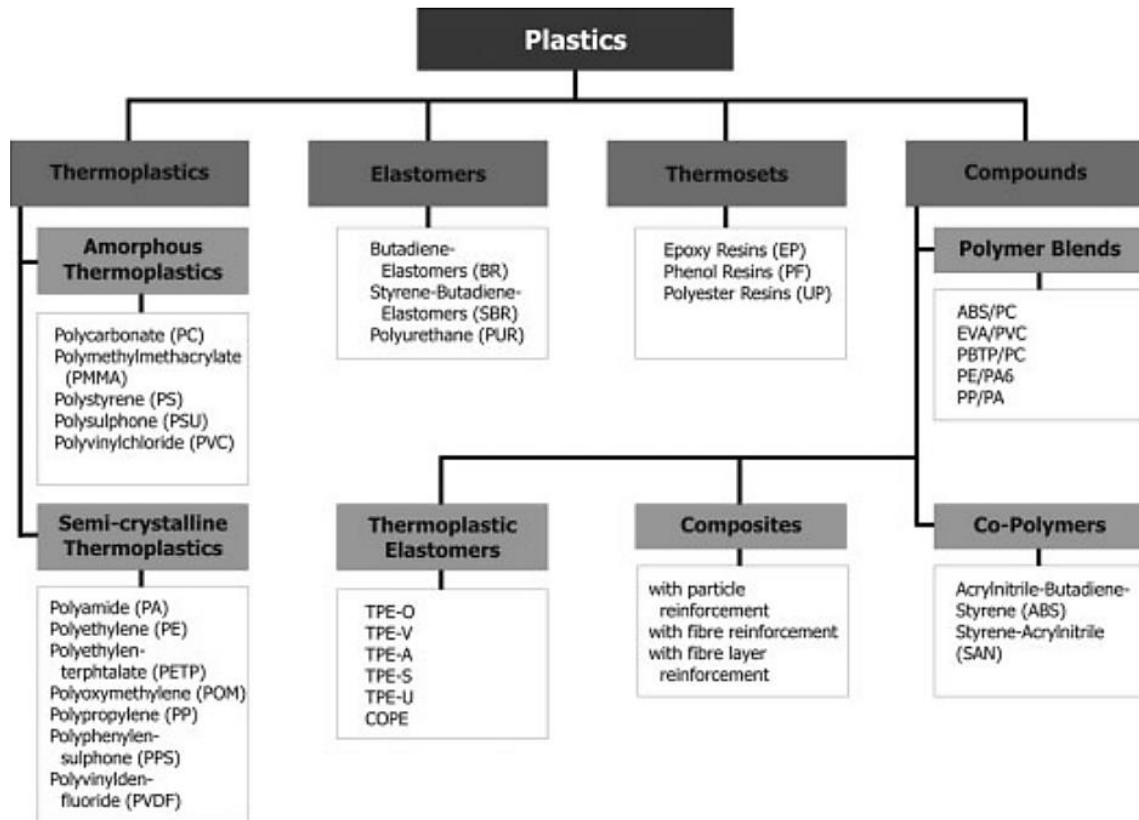 Plastics
Thermoplastics
Elastomers
Thermosets
Compounds
Amorphous
Thermoplastics
Polycarbonate (PC)
Polymethylmethacrylate
(PMMA)
Polystyrene (PS)
Polysulphone (PSU)
Polyvinylchloride (PVC)
Butadiene-
Elastomers (BR)
Styrene-Butadiene-
Elastomers (SBR)
Polyurethane (PUR)
Epoxy Resins (EP)
Phenol Resins (PF)
Polyester Resins (UP)
Polymer Blends
ABS/PC
EVA/PVC
PBTP/PC
PE/PA6
PP/PA
Semi-crystalline
Thermoplastics
Polyamide (PA)
Polyethylene (PE)
Polyethylen-
terphtalate (PETP)
Polyoxymethylene (POM)
Polypropylene (PP)
Polyphenylen-
sulphone (PPS)
Polyvinylden-
fluoride (PVDF)
Thermoplastic
Elastomers
TPE-O
TPE-V
TPE-A
TPE-S
TPE-U
COPE
Composites
with particle
reinforcement
with fibre reinforcement
with fibre layer
reinforcement
Co-Polymers
Acrylnitrile-Butadiene-
Styrene (ABS)
Styrene-Acrylnitrile
(SAN)